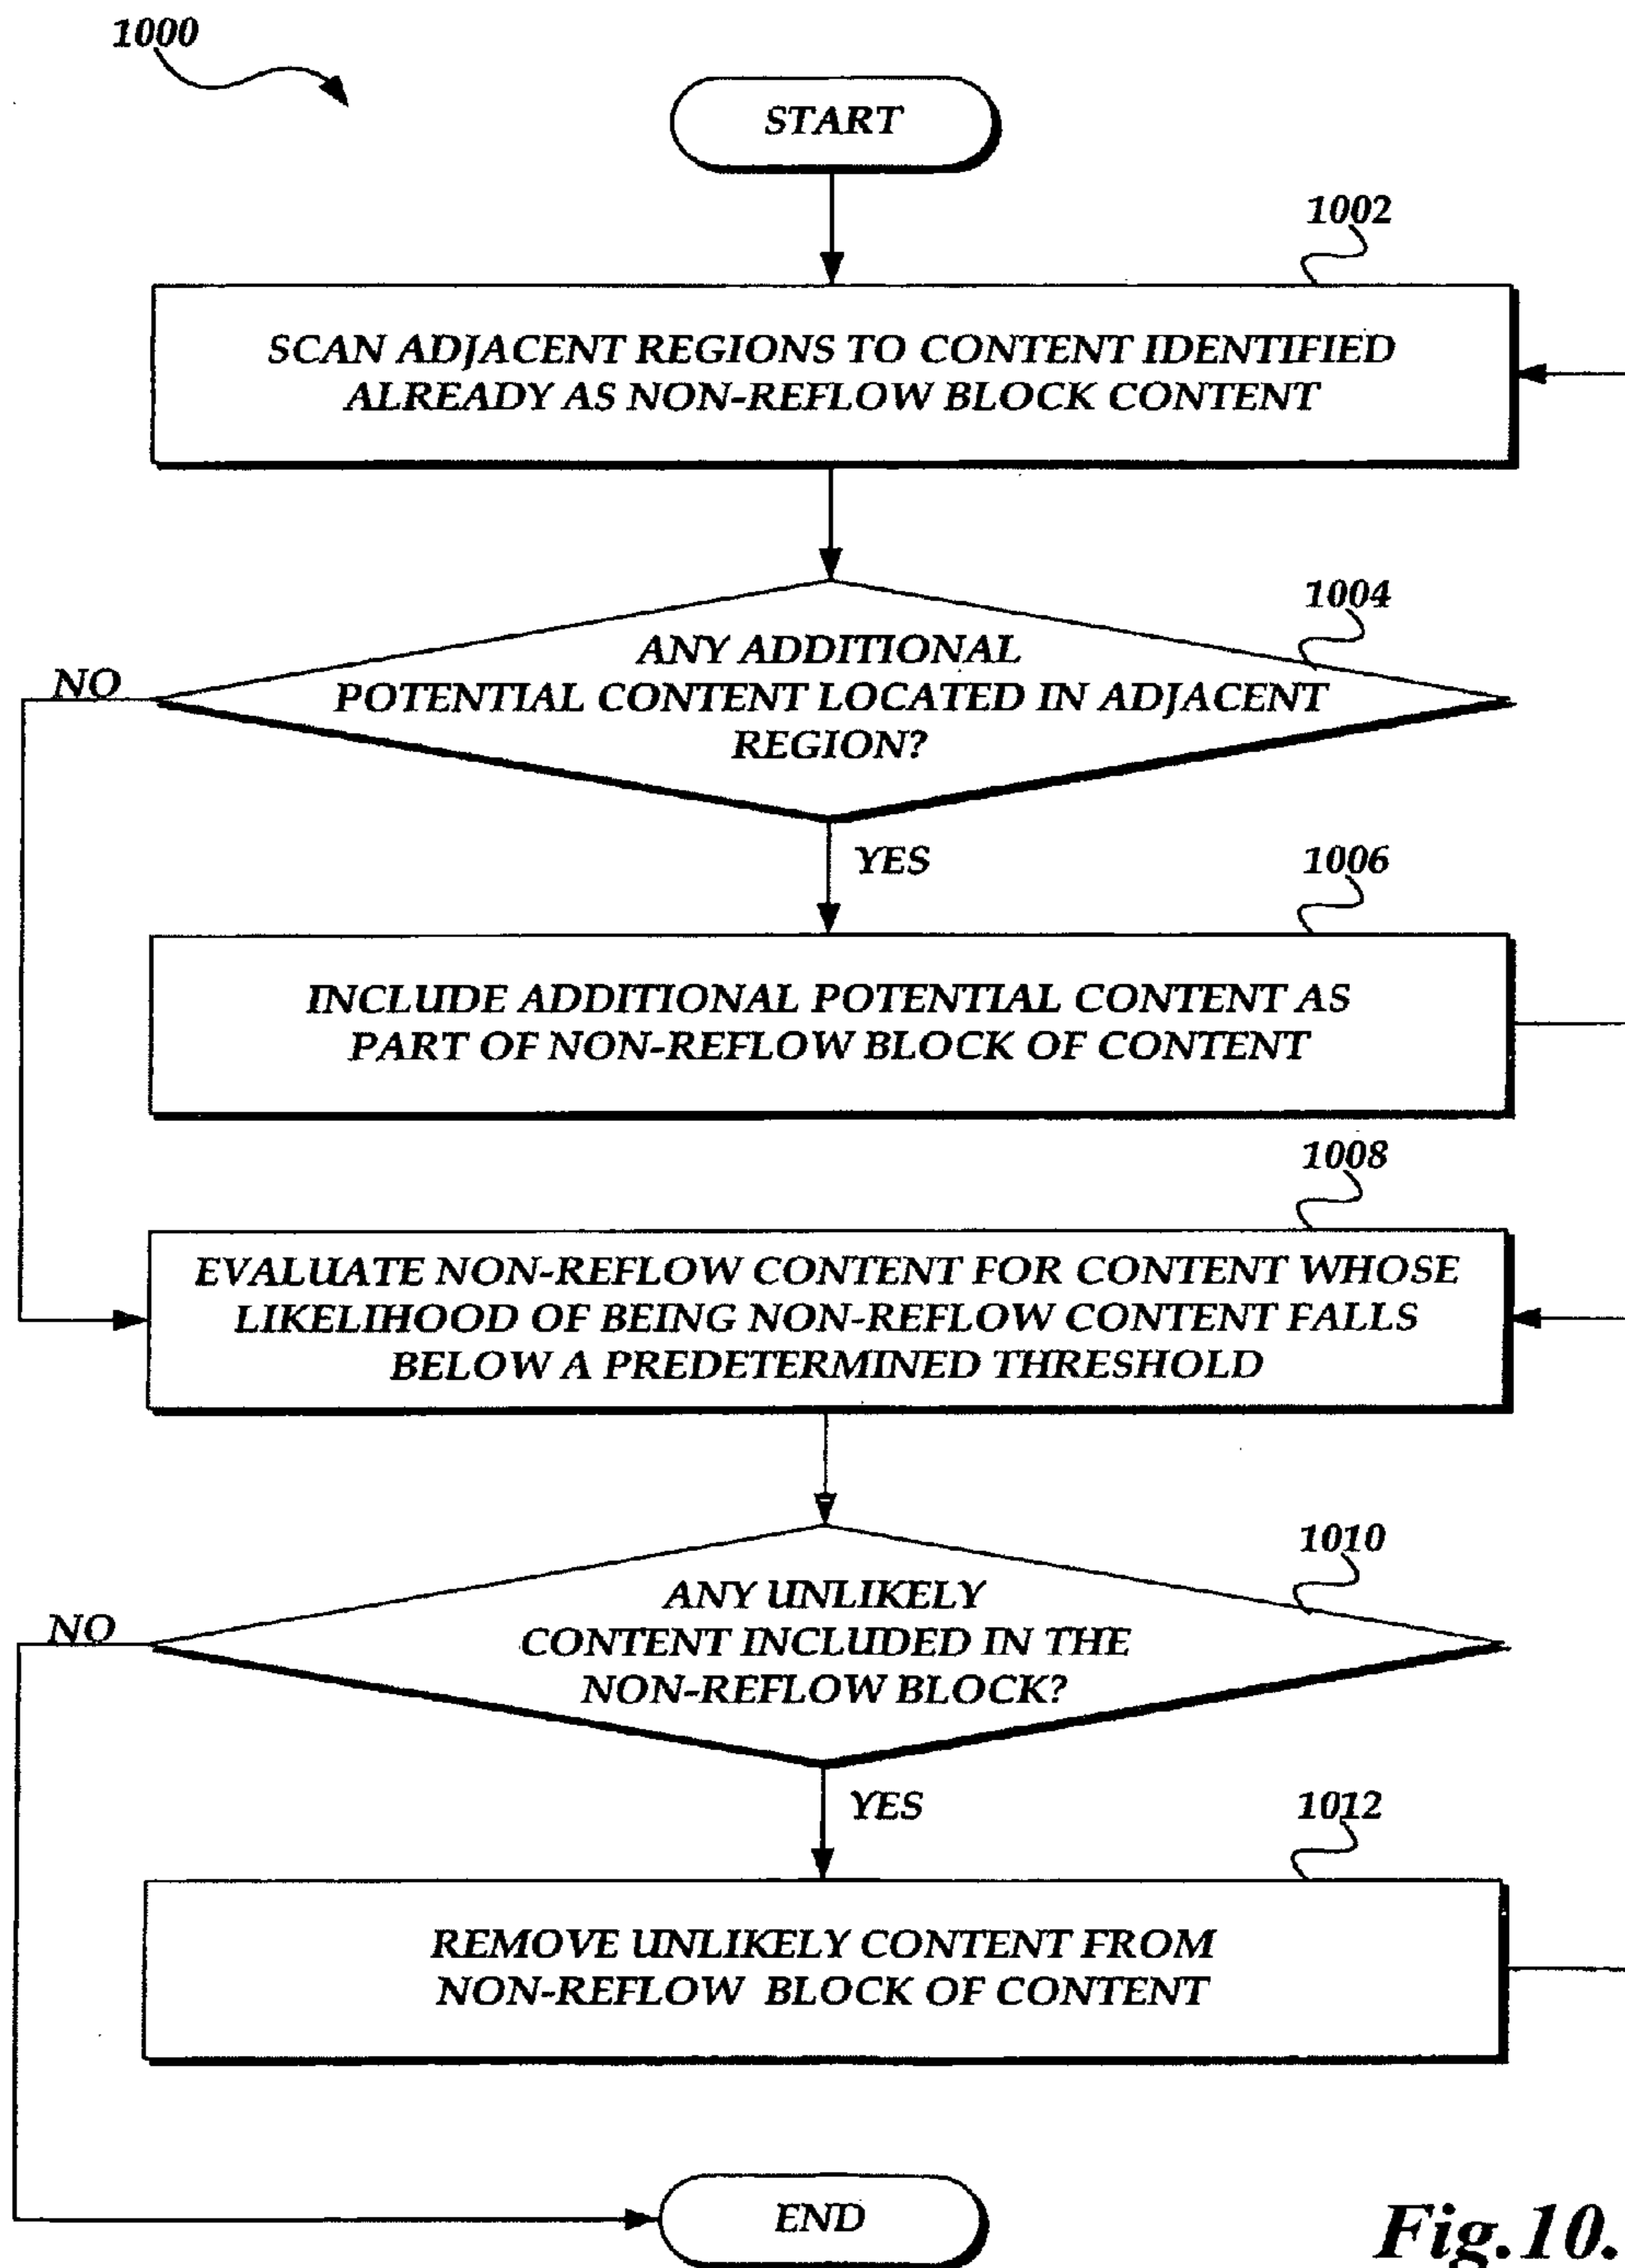 1000
START
1002
SCAN ADJACENT REGIONS TO CONTENT IDENTIFIED
ALREADY AS NON-REFLOW BLOCK CONTENT
1004
ANY ADDITIONAL
POTENTIAL CONTENT LOCATED IN ADJACENT
REGION?
NO
YES
1006
INCLUDE ADDITIONAL POTENTIAL CONTENT AS
PART OF NON-REFLOW BLOCK OF CONTENT
1008
EVALUATE NON-REFLOW CONTENT FOR CONTENT WHOSE
LIKELIHOOD OF BEING NON-REFLOW CONTENT FALLS
BELOW A PREDETERMINED THRESHOLD
1010
ANY UNLIKELY
CONTENT INCLUDED IN THE
NON-REFLOW BLOCK?
NO
YES
1012
REMOVE UNLIKELY CONTENT FROM
NON-REFLOW BLOCK OF CONTENT
END
Fig.10.